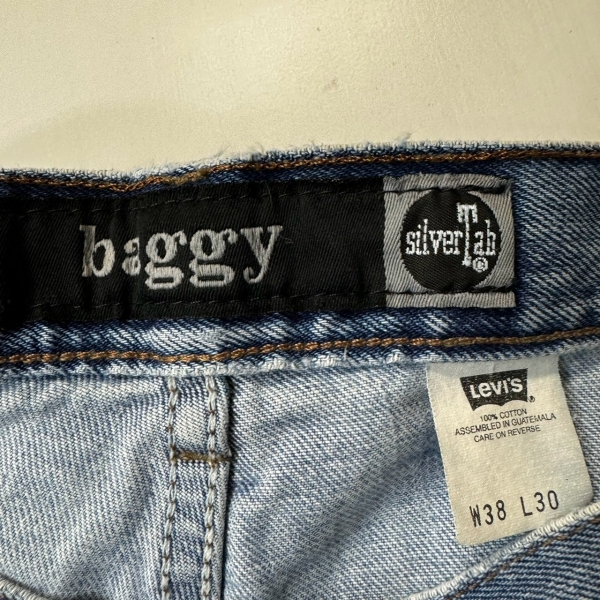 baggy
silverTab
®
Levi's
®
100% COTTON
ASSEMBLED IN GUATEMALA
CARE ON REVERSE
W38 L30